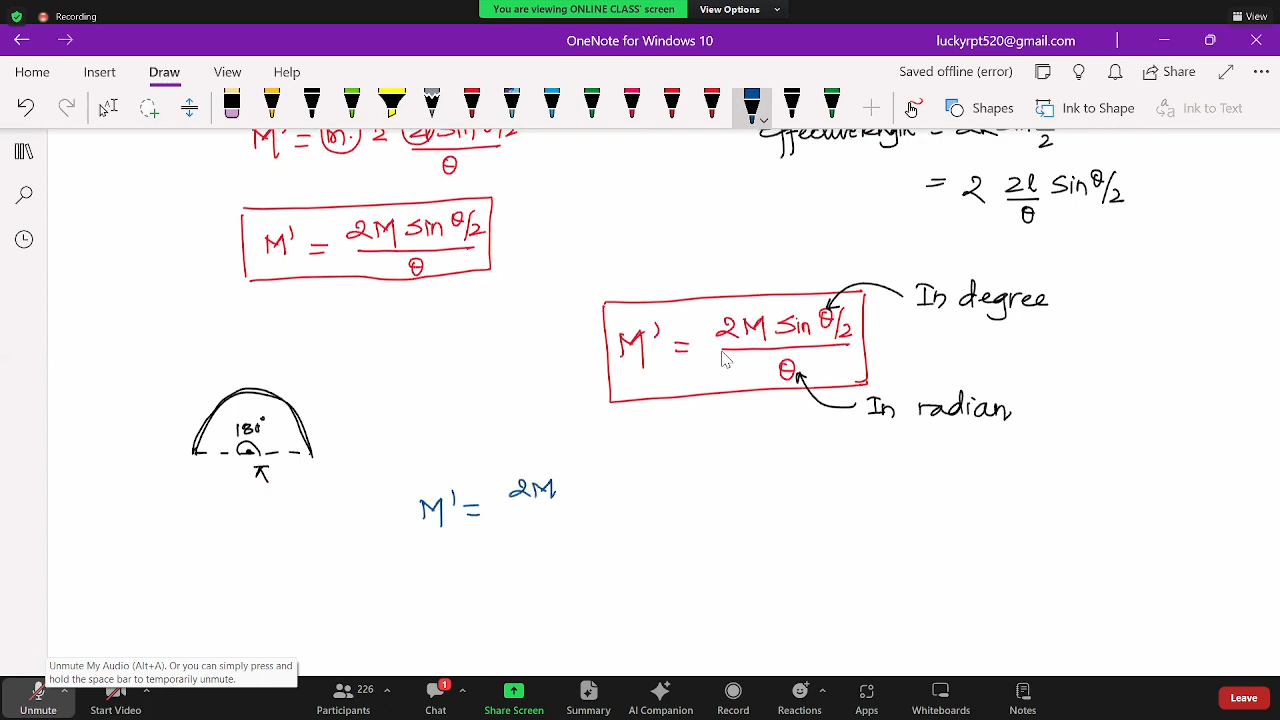 Recording
You are viewing ONLINE CLASS' screen
View Options
View
OneNote for Windows 10
luckyrpt520@gmail.com
Home
Insert
Draw
View
Help
Saved offline (error)
Share
Shapes
Ink to Shape
Ink to Text
θ
= 2 2l/θ sin θ/2
M' = 2M sin θ/2 / θ
In degree
M' = 2M sin θ/2 / θ
In radian
180°
π
M' = 2M
Unmute My Audio (Alt+A). Or you can simply press and
hold the space bar to temporarily unmute.
Unmute
Start Video
226
Participants
1
Chat
Share Screen
Summary
AI Companion
Record
Reactions
Apps
Whiteboards
Notes
Leave